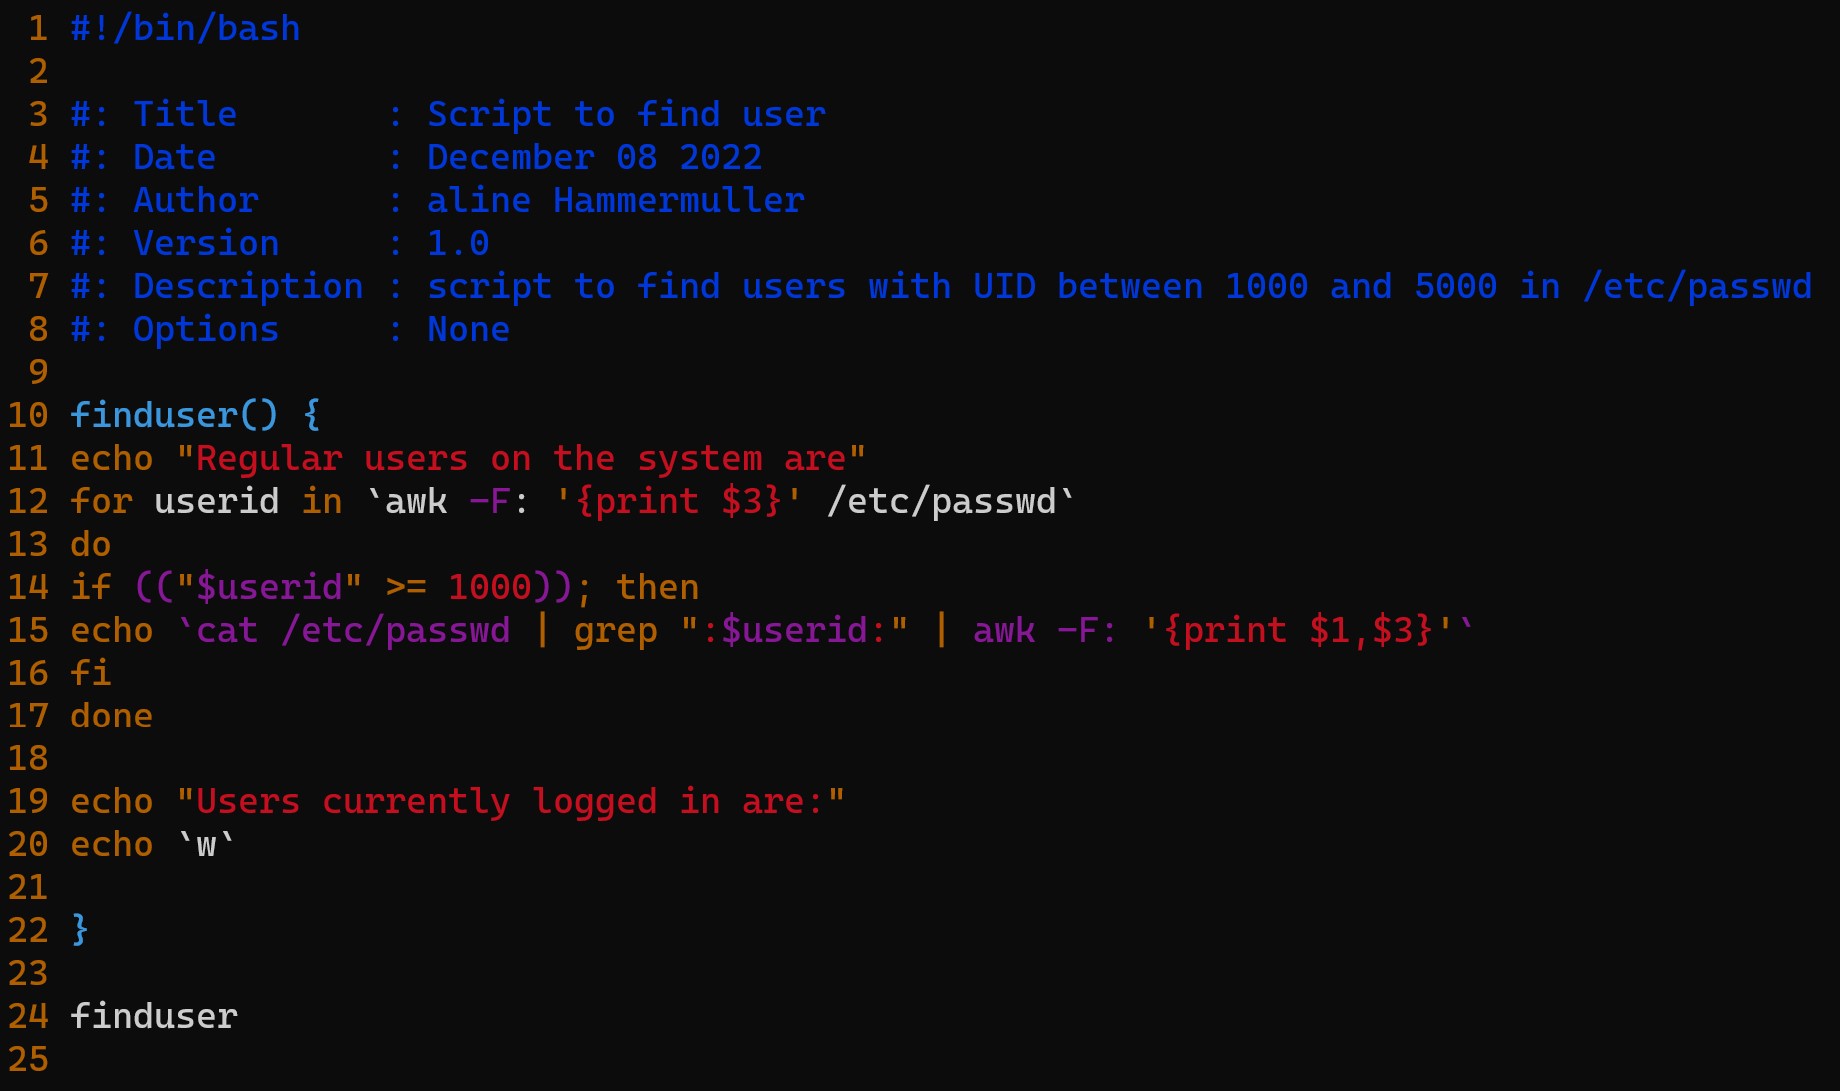 1 #!/bin/bash
2
3 #: Title       : Script to find user
4 #: Date        : December 08 2022
5 #: Author      : aline Hammermuller
6 #: Version     : 1.0
7 #: Description : script to find users with UID between 1000 and 5000 in /etc/passwd
8 #: Options     : None
9
10 finduser() {
11 echo "Regular users on the system are"
12 for userid in `awk -F: '{print $3}' /etc/passwd`
13 do
14 if (("$userid" >= 1000)); then
15 echo `cat /etc/passwd | grep ":$userid:" | awk -F: '{print $1,$3}'`
16 fi
17 done
18
19 echo "Users currently logged in are:"
20 echo `w`
21
22 }
23
24 finduser
25